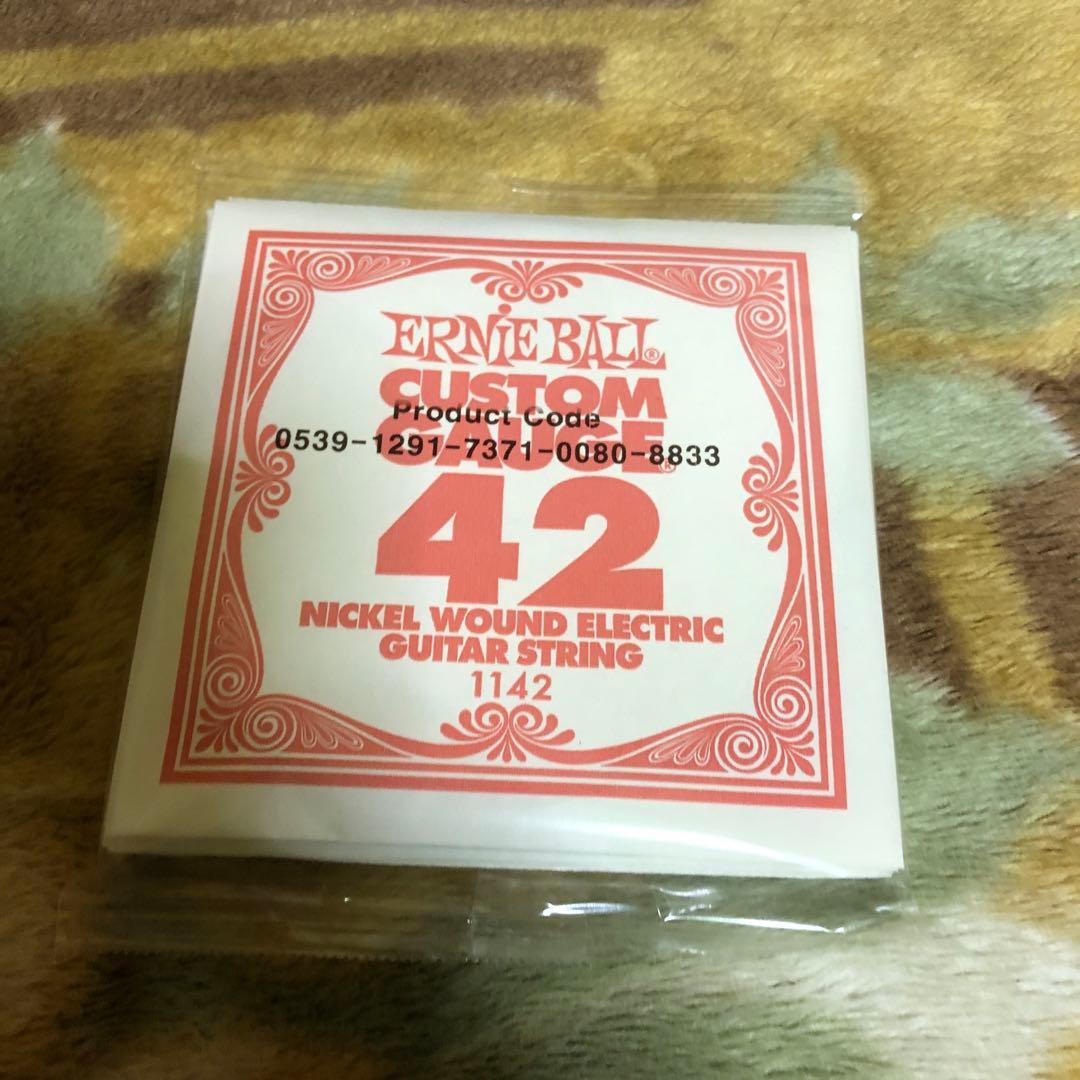 ERNIE BALL®
CUSTOM
Product Code
GAUGE®
0539-1291-7371-0080-8833
42
NICKEL WOUND ELECTRIC
GUITAR STRING
1142